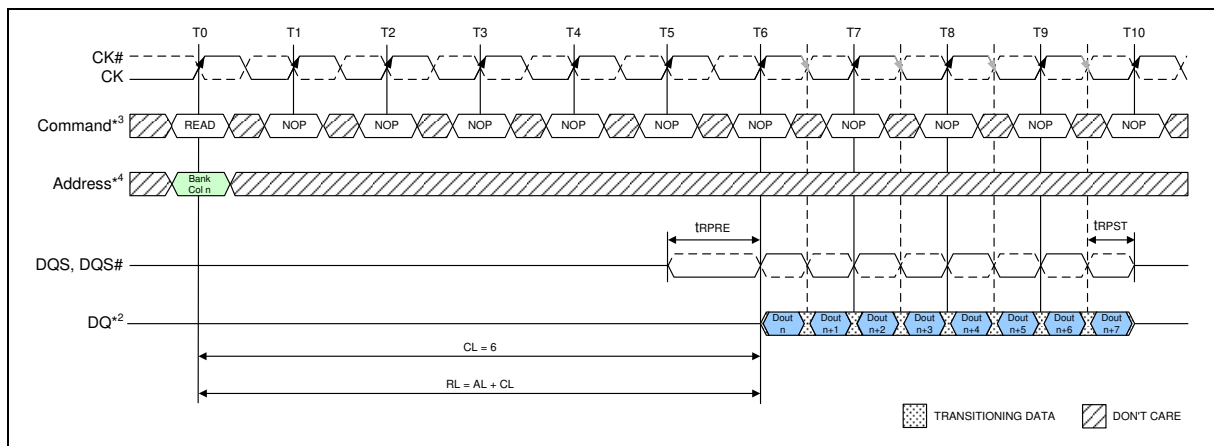 T0 T1 T2 T3 T4 T5 T6 T7 T8 T9 T10
CK#
CK
Command*3 READ NOP NOP NOP NOP NOP NOP NOP NOP NOP NOP
Address*4 Bank
Col n
tRPRE tRPST
DQS, DQS#
DQ*2 Dout Dout Dout Dout Dout Dout Dout Dout
n n+1 n+2 n+3 n+4 n+5 n+6 n+7
CL = 6
RL = AL + CL
TRANSITIONING DATA DON'T CARE